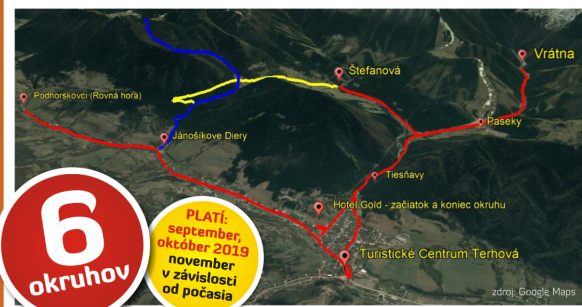 Vrátna
Štefanová
Podhorskovci (Rovná hora)
Paseky
Jánošíkove Diery
Tiesňavy
Hotel Gold - začiatok a koniec okruhu
Turistické Centrum Terhová
6
okruhov
PLATÍ:
september,
október 2019
november
v závislosti
od počasia
zdroj: Google Maps